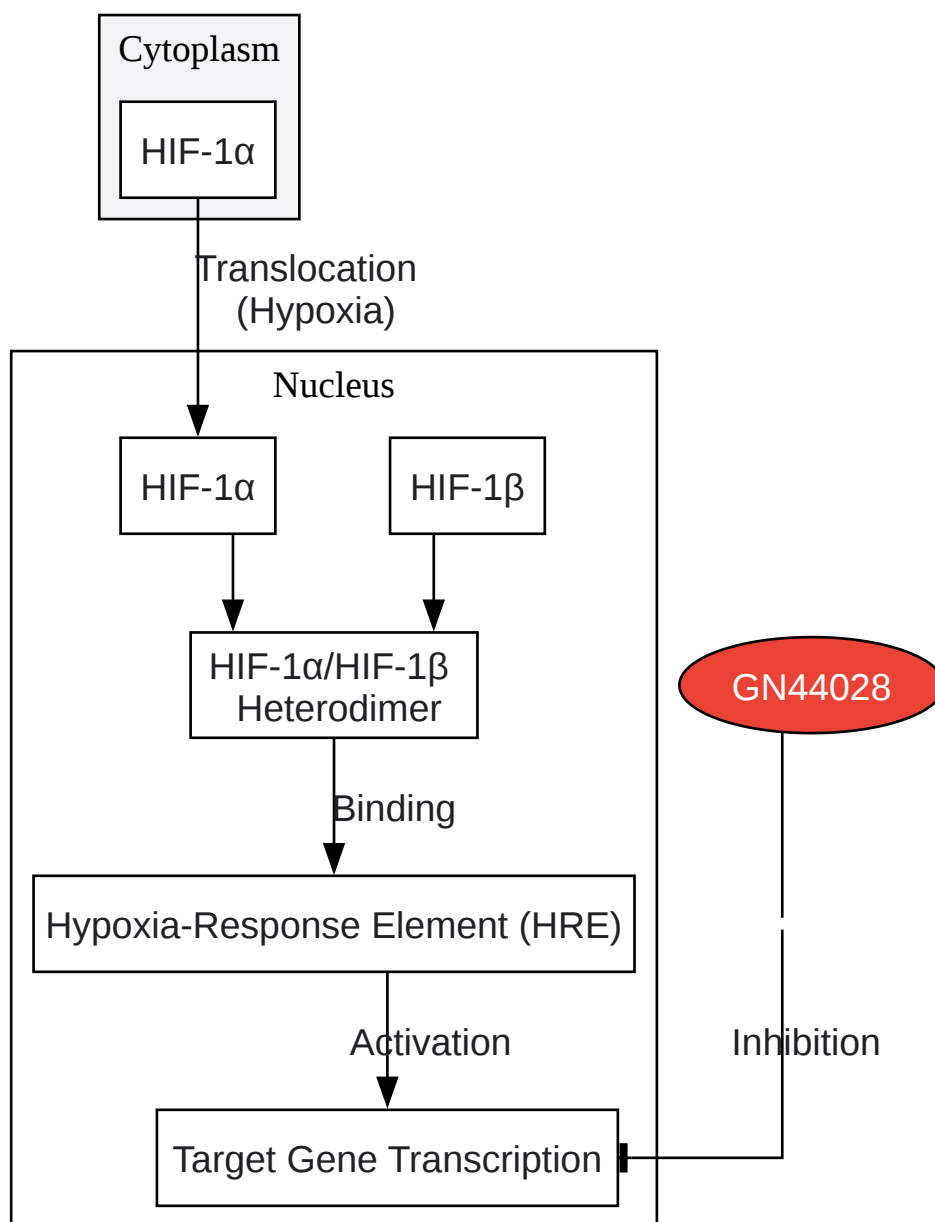 Cytoplasm
HIF-1α
Translocation
(Hypoxia)
Nucleus
HIF-1α
HIF-1β
HIF-1α/HIF-1β
Heterodimer
GN44028
Binding
Hypoxia-Response Element (HRE)
Activation
Inhibition
Target Gene Transcription